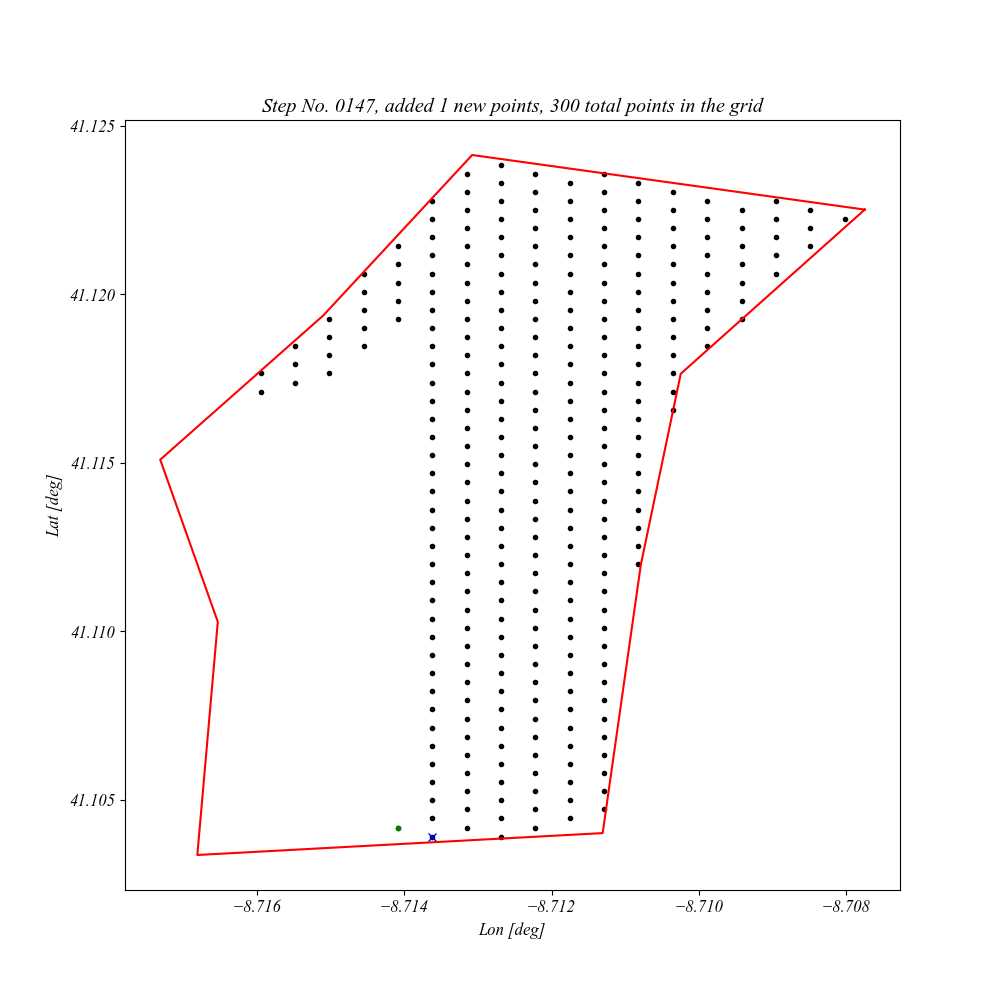 Step No. 0147, added 1 new points, 300 total points in the grid
41.125
41.120
41.115
41.110
41.105
Lat [deg]
−8.716 −8.714 −8.712 −8.710 −8.708
Lon [deg]